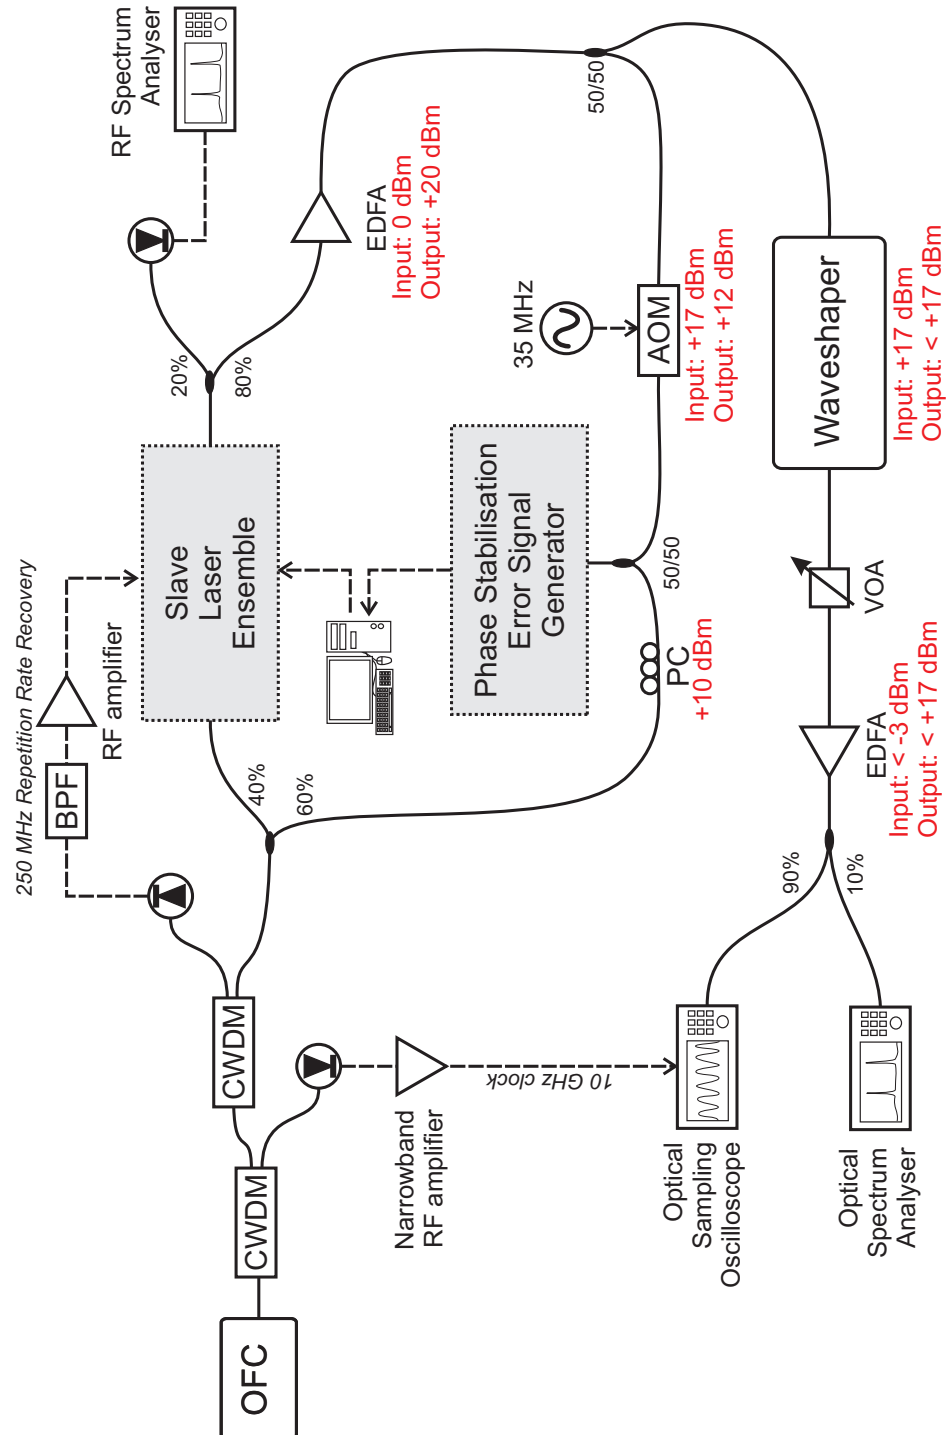 OFC
CWDM
CWDM
250 MHz Repetition Rate Recovery
BPF
RF amplifier
40%
60%
Slave
Laser
Ensemble
20%
80%
RF Spectrum
Analyser
EDFA
Input: 0 dBm
Output: +20 dBm
50/50
35 MHz
AOM
Input: +17 dBm
Output: +12 dBm
Phase Stabilisation
Error Signal
Generator
50/50
PC
+10 dBm
Waveshaper
Input: +17 dBm
Output: < +17 dBm
VOA
EDFA
Input: < -3 dBm
Output: < +17 dBm
90%
10%
Narrowband
RF amplifier
10 GHz clock
Optical
Sampling
Oscilloscope
Optical
Spectrum
Analyser